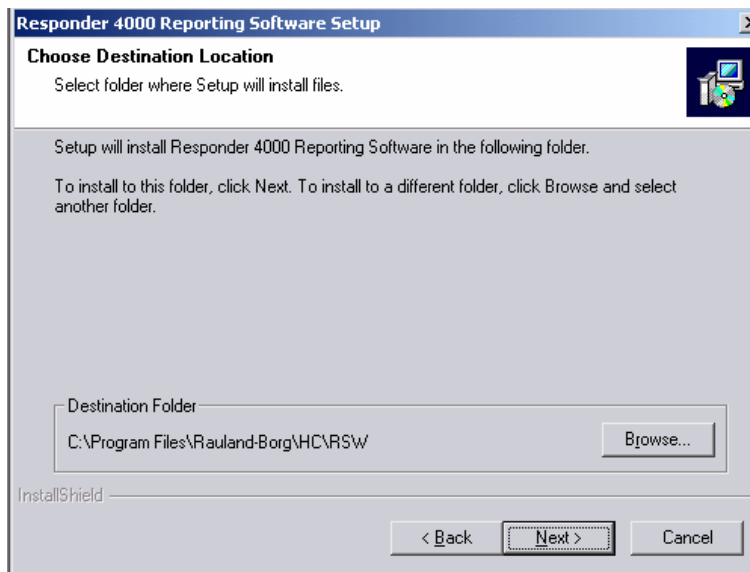 Responder 4000 Reporting Software Setup
Choose Destination Location
Select folder where Setup will install files.
Setup will install Responder 4000 Reporting Software in the following folder.
To install to this folder, click Next. To install to a different folder, click Browse and select
another folder.
Destination Folder
C:\Program Files\Rauland-Borg\HC\RSW
Browse...
InstallShield
< Back
Next >
Cancel